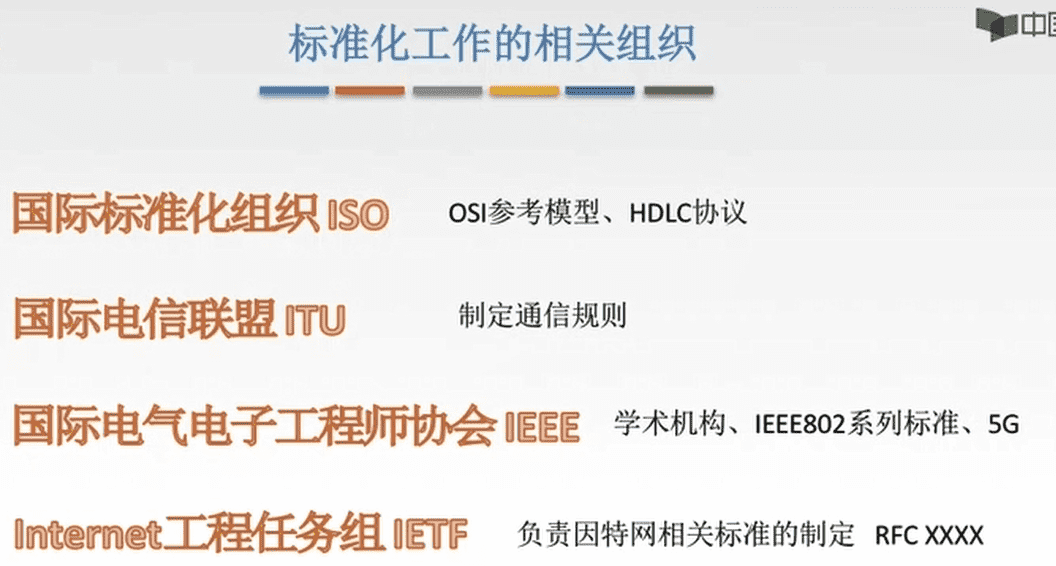 标准化工作的相关组织
中国
国际标准化组织 ISO OSI参考模型、HDLC协议
国际电信联盟 ITU 制定通信规则
国际电气电子工程师协会 IEEE 学术机构、IEEE802系列标准、5G
Internet工程任务组 IETF 负责因特网相关标准的制定 RFC XXXX